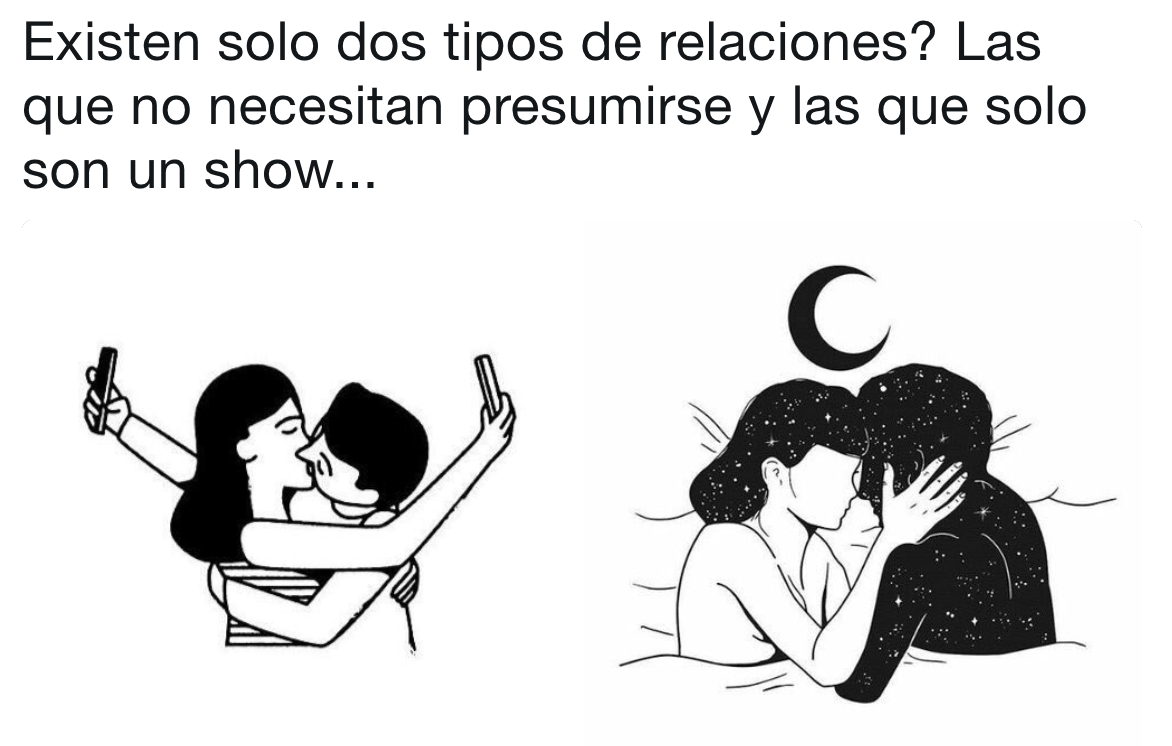 Existen solo dos tipos de relaciones? Las
que no necesitan presumirse y las que solo
son un show...